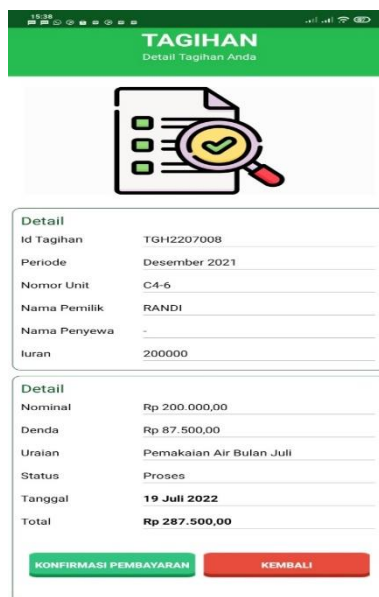 15:38
TAGIHAN
Detail Tagihan Anda
Detail
Id Tagihan TGH2207008
Periode Desember 2021
Nomor Unit C4-6
Nama Pemilik RANDI
Nama Penyewa -
Iuran 200000
Detail
Nominal Rp 200.000,00
Denda Rp 87.500,00
Uraian Pemakaian Air Bulan Juli
Status Proses
Tanggal 19 Juli 2022
Total Rp 287.500,00
KONFIRMASI PEMBAYARAN KEMBALI